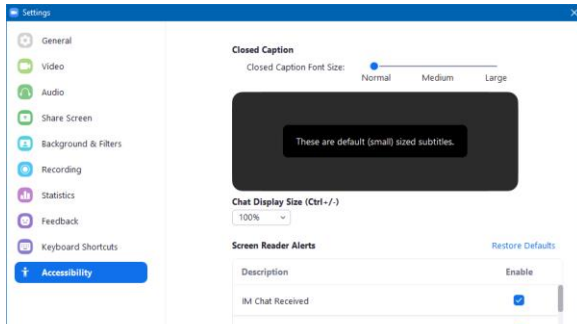 Settings
General
Video
Audio
Share Screen
Background & Filters
Recording
Statistics
Feedback
Keyboard Shortcuts
Accessibility
Closed Caption
Closed Caption Font Size:
Normal Medium Large
These are default (small) sized subtitles.
Chat Display Size (Ctrl+/-)
100%
Screen Reader Alerts Restore Defaults
Description Enable
IM Chat Received